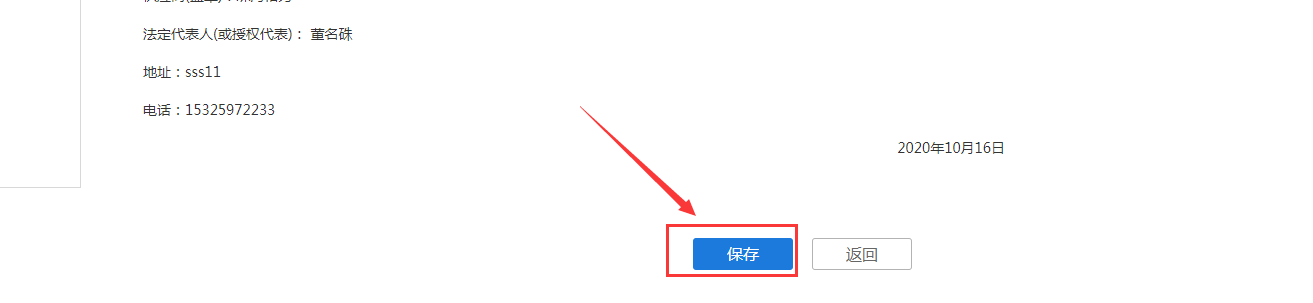 法定代表人(或授权代表)： 董名硃
地址：sss11
电话：15325972233
2020年10月16日
保存
返回